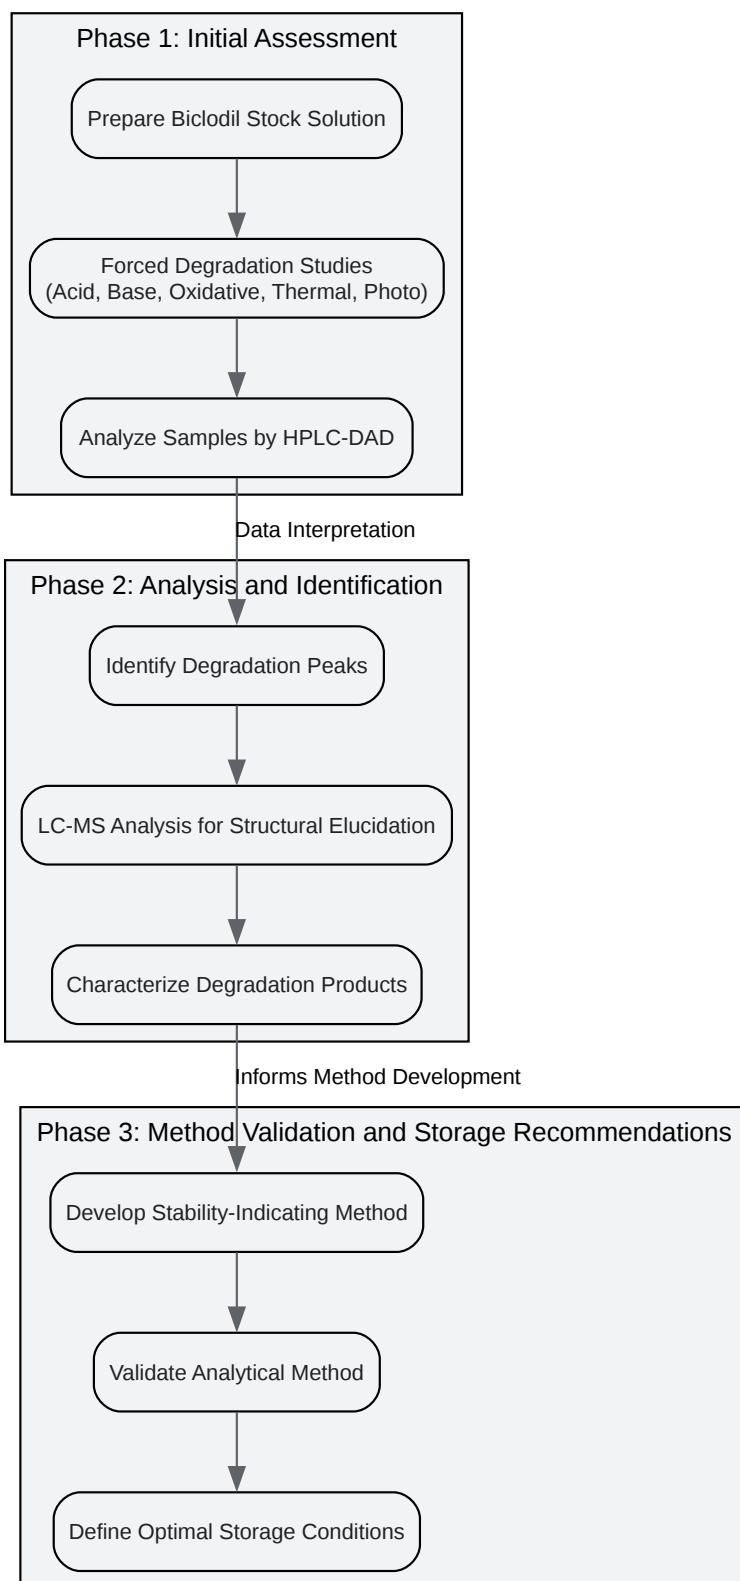 Phase 1: Initial Assessment
Prepare Biclodil Stock Solution
Forced Degradation Studies
(Acid, Base, Oxidative, Thermal, Photo)
Analyze Samples by HPLC-DAD
Data Interpretation
Phase 2: Analysis and Identification
Identify Degradation Peaks
LC-MS Analysis for Structural Elucidation
Characterize Degradation Products
Informs Method Development
Phase 3: Method Validation and Storage Recommendations
Develop Stability-Indicating Method
Validate Analytical Method
Define Optimal Storage Conditions